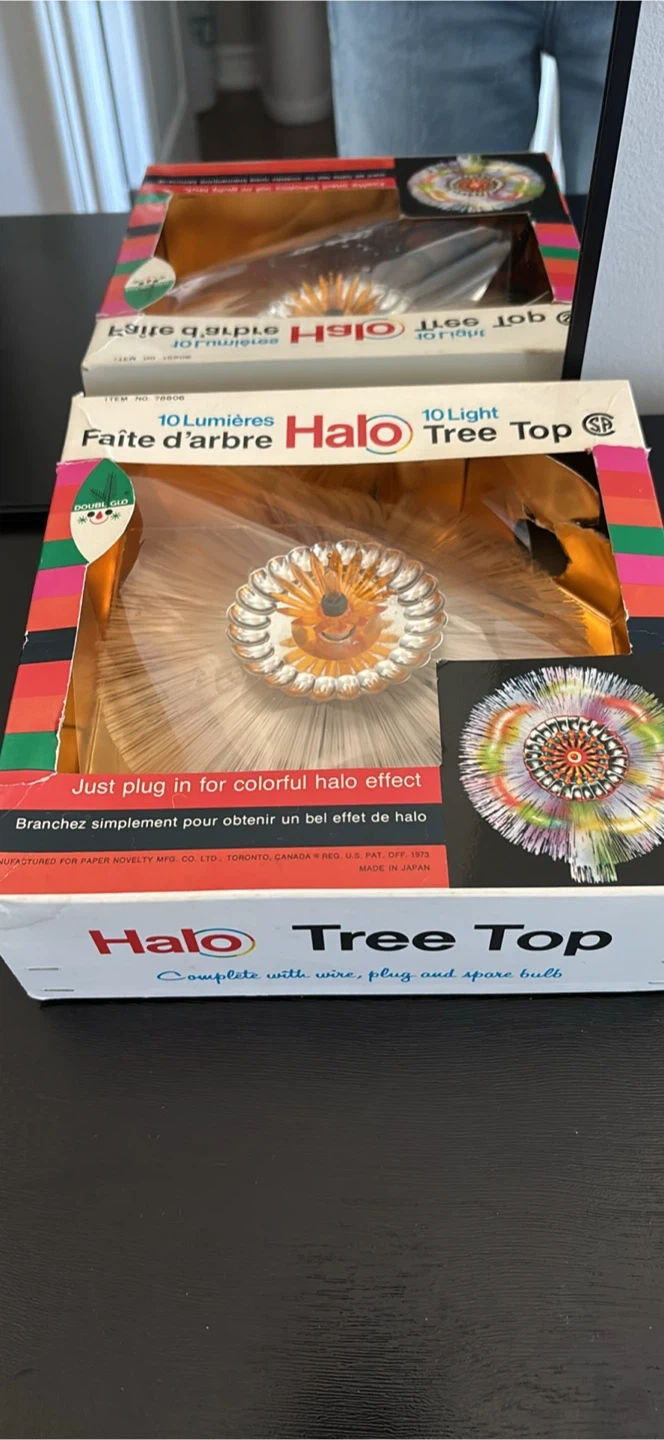 ITEM NO. 78806
10 Lumières
Faîte d'arbre
Halo
10 Light
Tree Top
DOUBL GLO
Just plug in for colorful halo effect
Branchez simplement pour obtenir un bel effet de halo
NUFACTURED FOR PAPER NOVELTY MFG. CO. LTD., TORONTO, CANADA ® REG. U.S. PAT. OFF. 1973
MADE IN JAPAN
Halo Tree Top
Complete with wire, plug and spare bulb